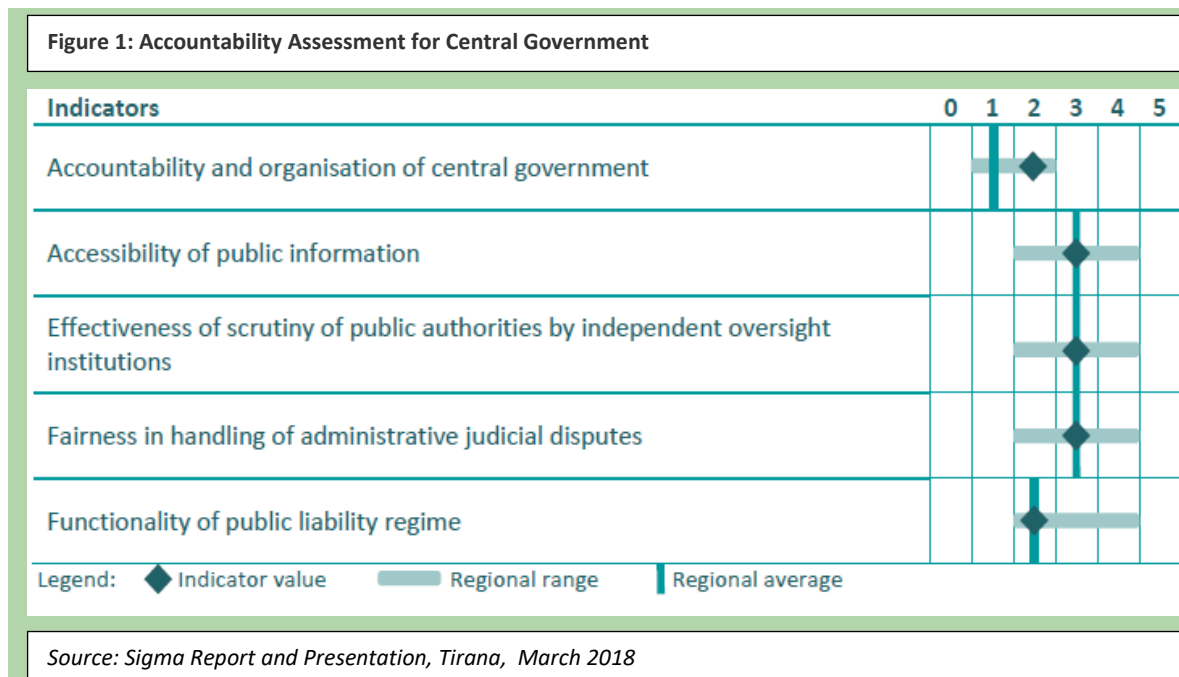 Figure 1: Accountability Assessment for Central Government
Indicators 0 1 2 3 4 5
Accountability and organisation of central government
Accessibility of public information
Effectiveness of scrutiny of public authorities by independent oversight
institutions
Fairness in handling of administrative judicial disputes
Functionality of public liability regime
Legend: Indicator value Regional range Regional average
Source: Sigma Report and Presentation, Tirana, March 2018